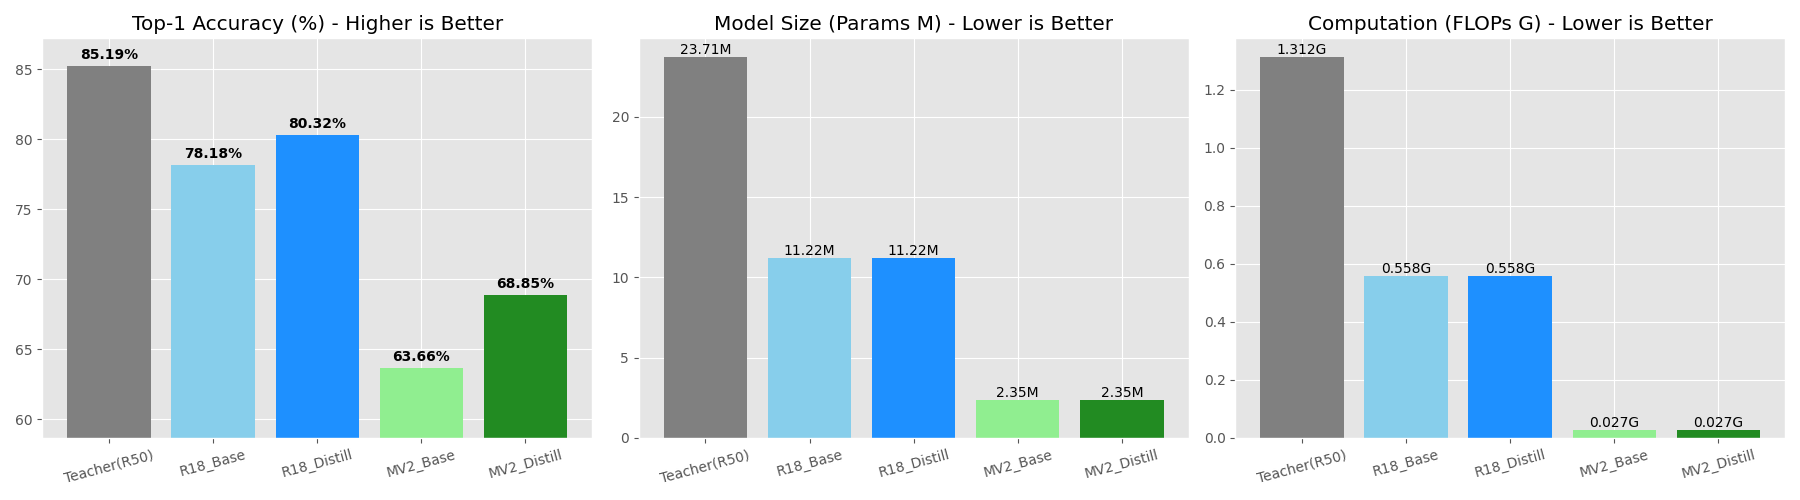 Top-1 Accuracy (%) - Higher is Better
85.19%
78.18%
80.32%
63.66%
68.85%
85
80
75
70
65
60
Teacher(R50)
R18_Base
R18_Distill
MV2_Base
MV2_Distill
Model Size (Params M) - Lower is Better
23.71M
11.22M
11.22M
2.35M
2.35M
20
15
10
5
0
Teacher(R50)
R18_Base
R18_Distill
MV2_Base
MV2_Distill
Computation (FLOPs G) - Lower is Better
1.312G
0.558G
0.558G
0.027G
0.027G
1.2
1.0
0.8
0.6
0.4
0.2
0.0
Teacher(R50)
R18_Base
R18_Distill
MV2_Base
MV2_Distill